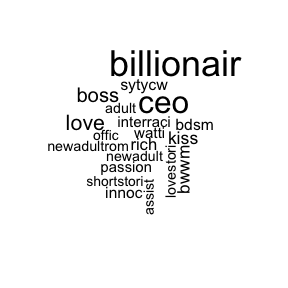 billionair
sytycw
boss
adult
ceo
love
interraci
bdsm
offic
watti
kiss
newadultrom
rich
newadult
passion
lovestori
bwwm
shortstori
innoc
assist